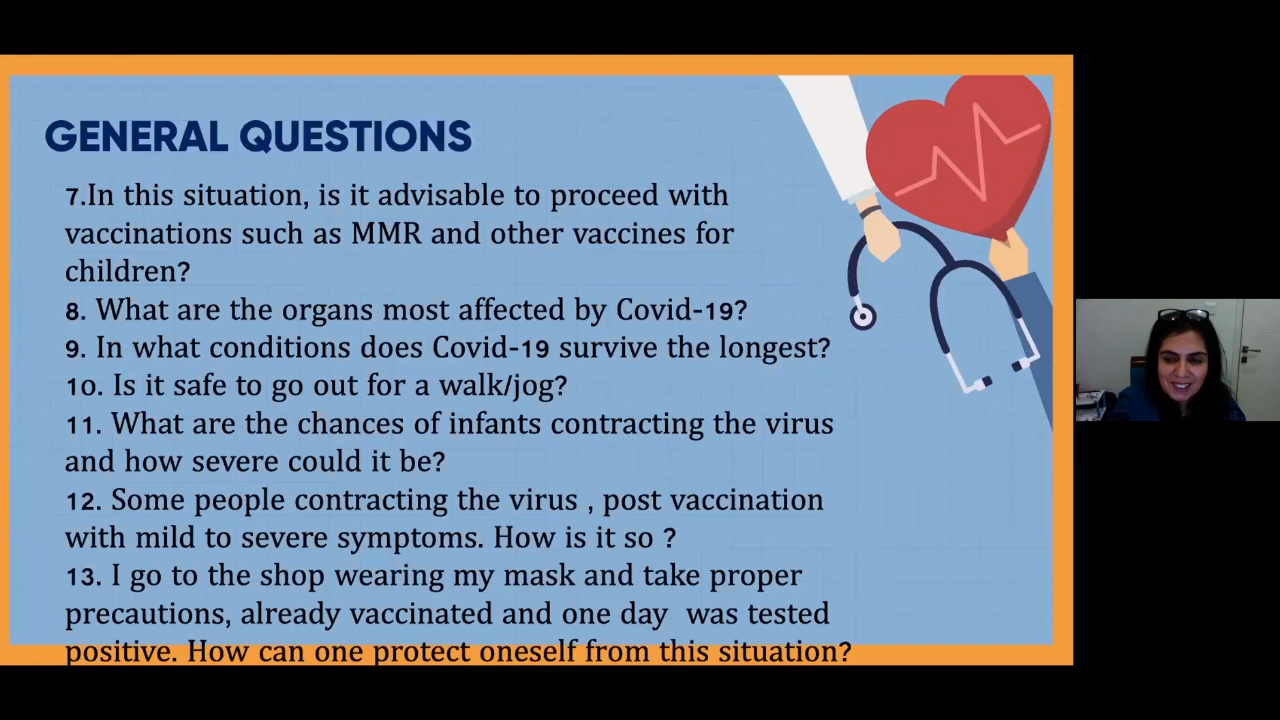 GENERAL QUESTIONS
7.In this situation, is it advisable to proceed with
vaccinations such as MMR and other vaccines for
children?
8. What are the organs most affected by Covid-19?
9. In what conditions does Covid-19 survive the longest?
1o. Is it safe to go out for a walk/jog?
11. What are the chances of infants contracting the virus
and how severe could it be?
12. Some people contracting the virus , post vaccination
with mild to severe symptoms. How is it so ?
13. I go to the shop wearing my mask and take proper
precautions, already vaccinated and one day was tested
positive. How can one protect oneself from this situation?